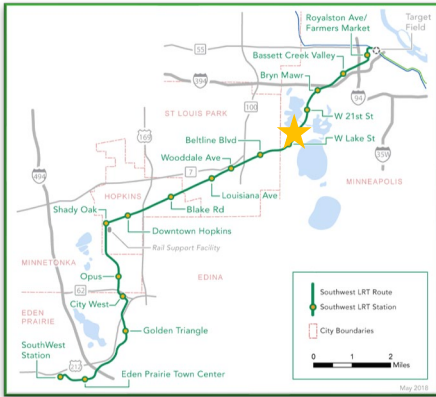 Royalston Ave/
Farmers Market
Target
Field
55
Bassett Creek Valley
394
Bryn Mawr
94
100
ST LOUIS PARK
W 21st St
169
Beltline Blvd
W Lake St
35W
Wooddale Ave
7
MINNEAPOLIS
494
Louisiana Ave
HOPKINS
Blake Rd
Shady Oak
Downtown Hopkins
Rail Support Facility
MINNETONKA
EDINA
Opus
62
City West
EDEN
PRAIRIE
Golden Triangle
SouthWest
Station
212
Eden Prairie Town Center
Southwest LRT Route
Southwest LRT Station
City Boundaries
0 1 2
Miles
May 2018